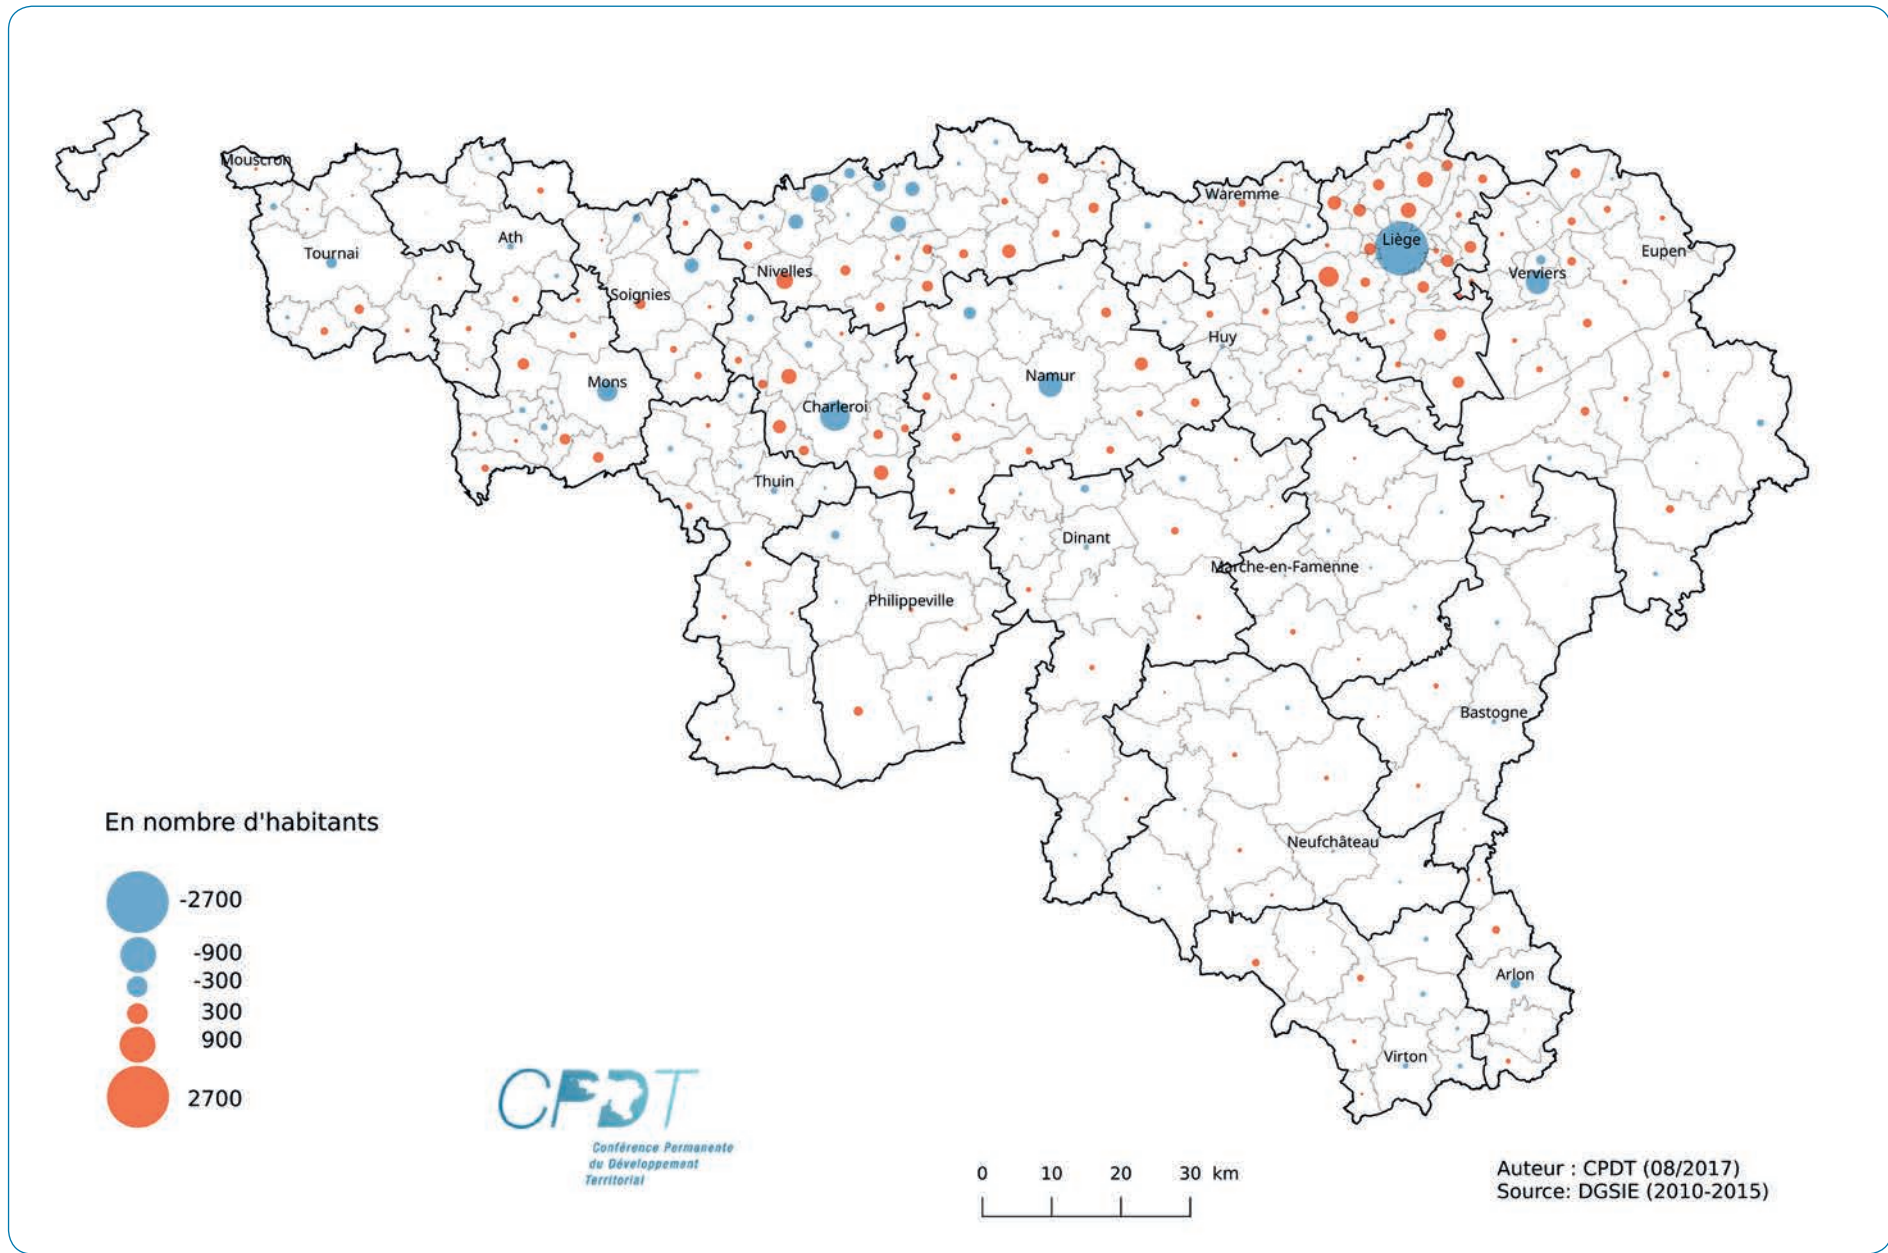 Mouscron
Waremme
Tournai
Ath
Liège
Eupen
Nivelles
Verviers
Soignies
Huy
Mons
Namur
Charleroi
Thuin
Dinant
Marche-en-Famenne
Philippeville
Bastogne
Neufchâteau
Arlon
Virton
En nombre d'habitants
-2700
-900
-300
300
900
2700
CPDT
Conférence Permanente
du Développement
Territorial
0 10 20 30 km
Auteur : CPDT (08/2017)
Source: DGSIE (2010-2015)